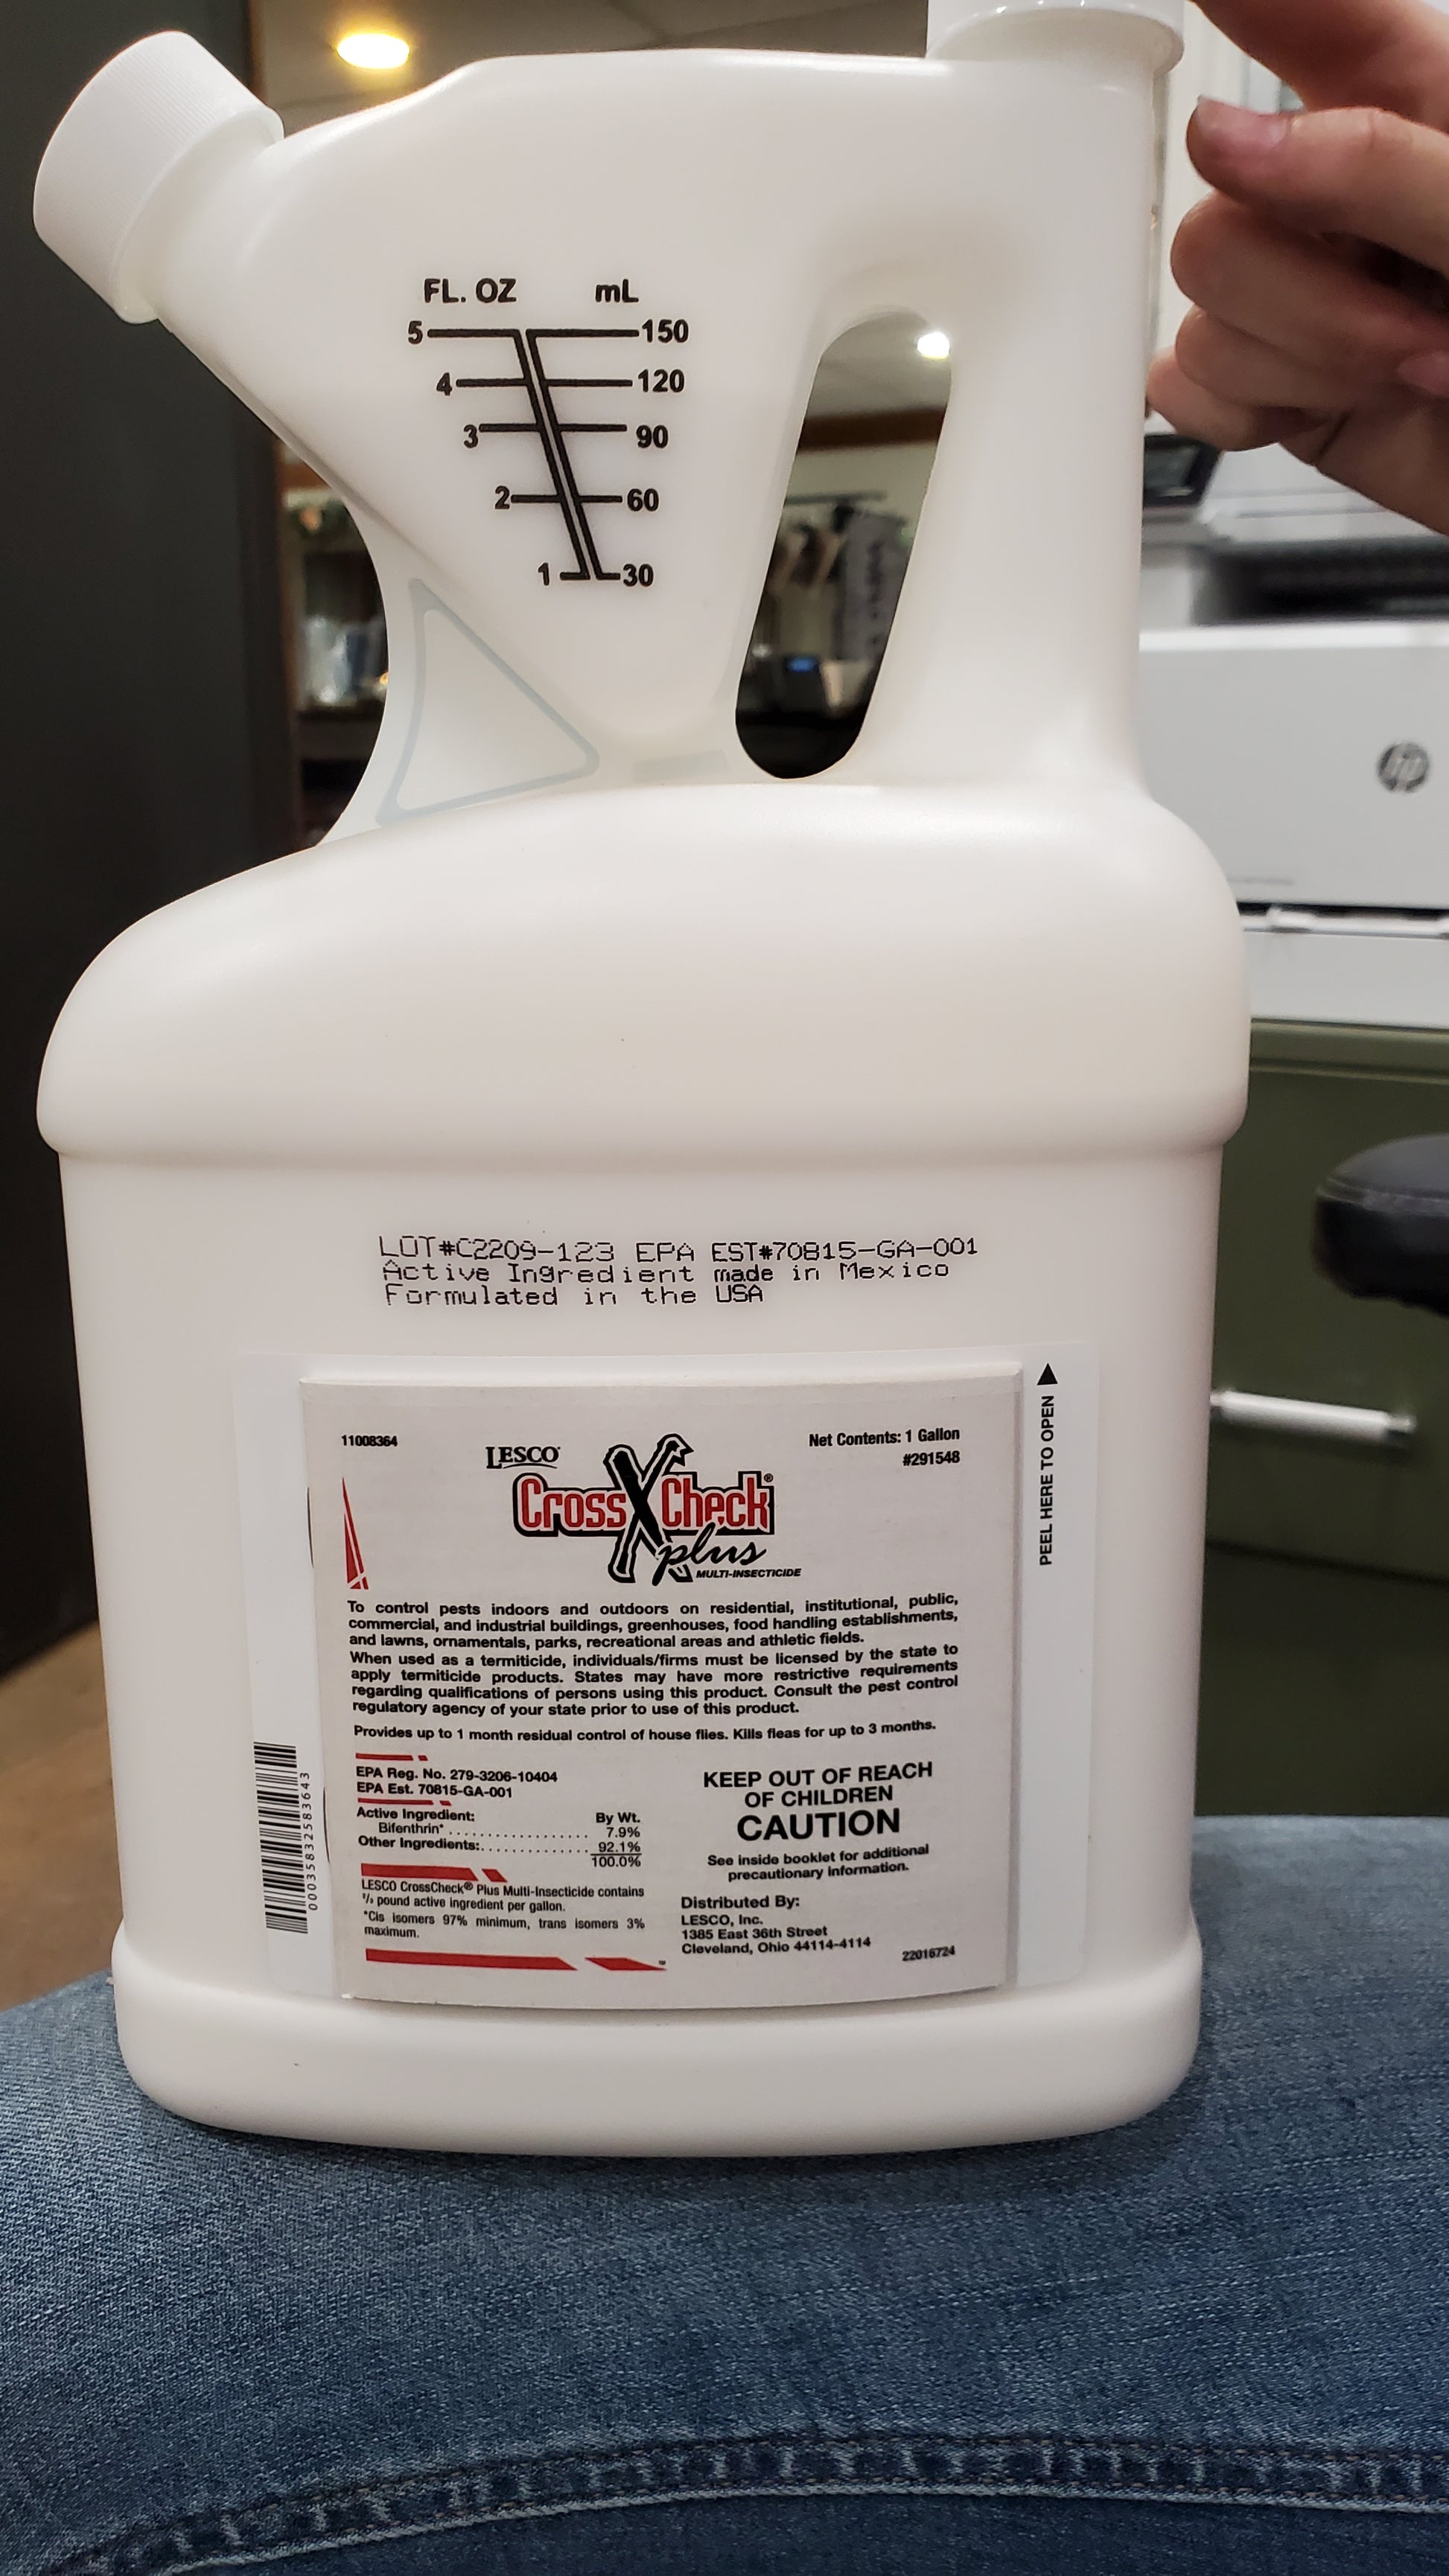 FL. OZ mL
5 150
4 120
3 90
2 60
1 30
hp
LOT#C2209-123 EPA EST#70815-GA-001
Active Ingredient made in Mexico
Formulated in the USA
PEEL HERE TO OPEN
11008364
Net Contents: 1 Gallon
#291548
LESCO
CrossXCheck®
plus
MULTI-INSECTICIDE
To control pests indoors and outdoors on residential, institutional, public,
commercial, and industrial buildings, greenhouses, food handling establishments,
and lawns, ornamentals, parks, recreational areas and athletic fields.
When used as a termiticide, individuals/firms must be licensed by the state to
apply termiticide products. States may have more restrictive requirements
regarding qualifications of persons using this product. Consult the pest control
regulatory agency of your state prior to use of this product.
Provides up to 1 month residual control of house flies. Kills fleas for up to 3 months.
EPA Reg. No. 279-3206-10404
EPA Est. 70815-GA-001
Active Ingredient: By Wt.
Bifenthrin* 7.9%
Other Ingredients: 92.1%
100.0%
LESCO CrossCheck® Plus Multi-Insecticide contains
pound active ingredient per gallon.
*Cis isomers 97% minimum, trans isomers 3%
maximum.
KEEP OUT OF REACH
OF CHILDREN
CAUTION
See inside booklet for additional
precautionary information.
Distributed By:
LESCO, Inc.
1385 East 36th Street
Cleveland, Ohio 44114-4114
22016724
000358325 83643